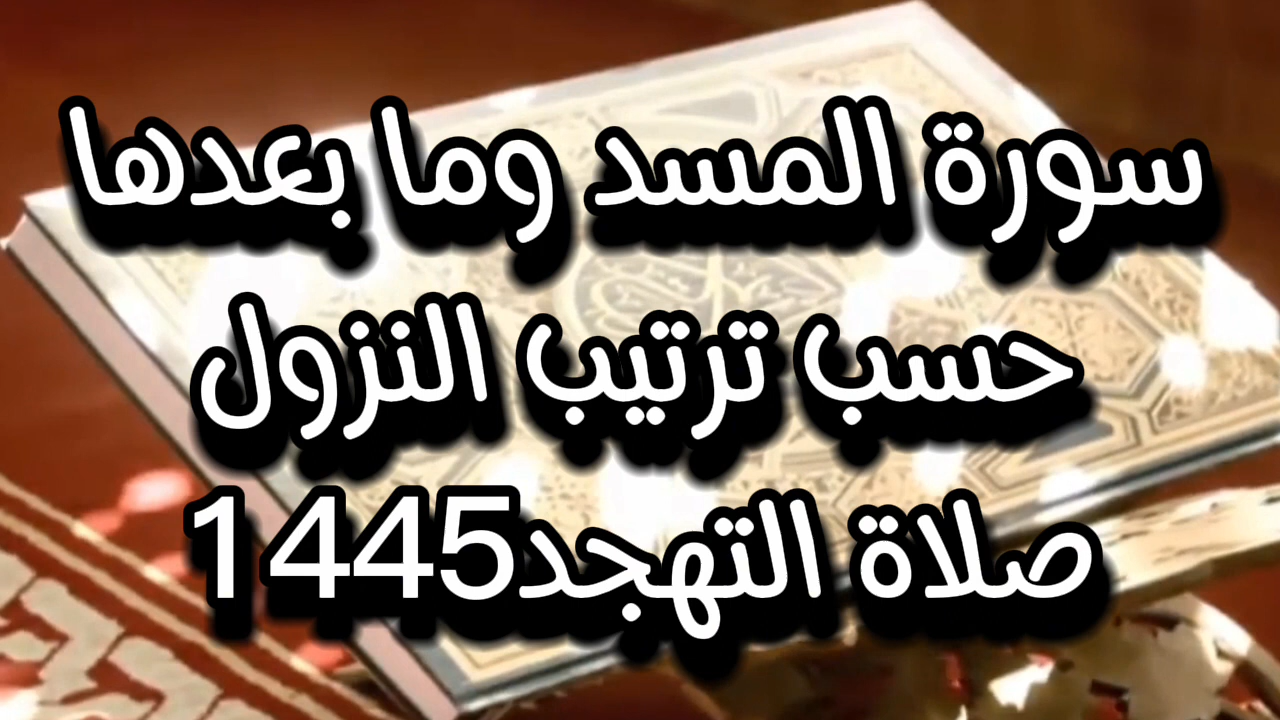 سورة المسد وما بعدها
حسب ترتيب النزول
صلاة التهجد1445